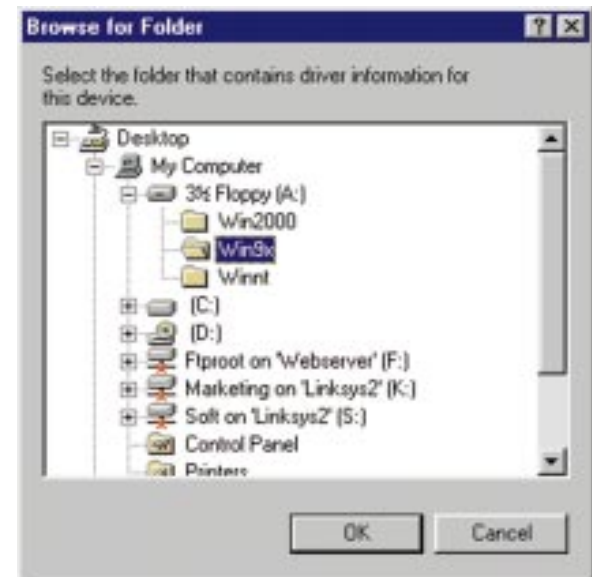 Browse for Folder
Select the folder that contains driver information for
this device.
Desktop
My Computer
3½ Floppy (A:)
Win2000
Win9x
Winnt
(C:)
(D:)
Ftproot on 'Webserver' (F:)
Marketing on 'Linksys2' (K:)
Soft on 'Linksys2' (S:)
Control Panel
Printers
OK
Cancel